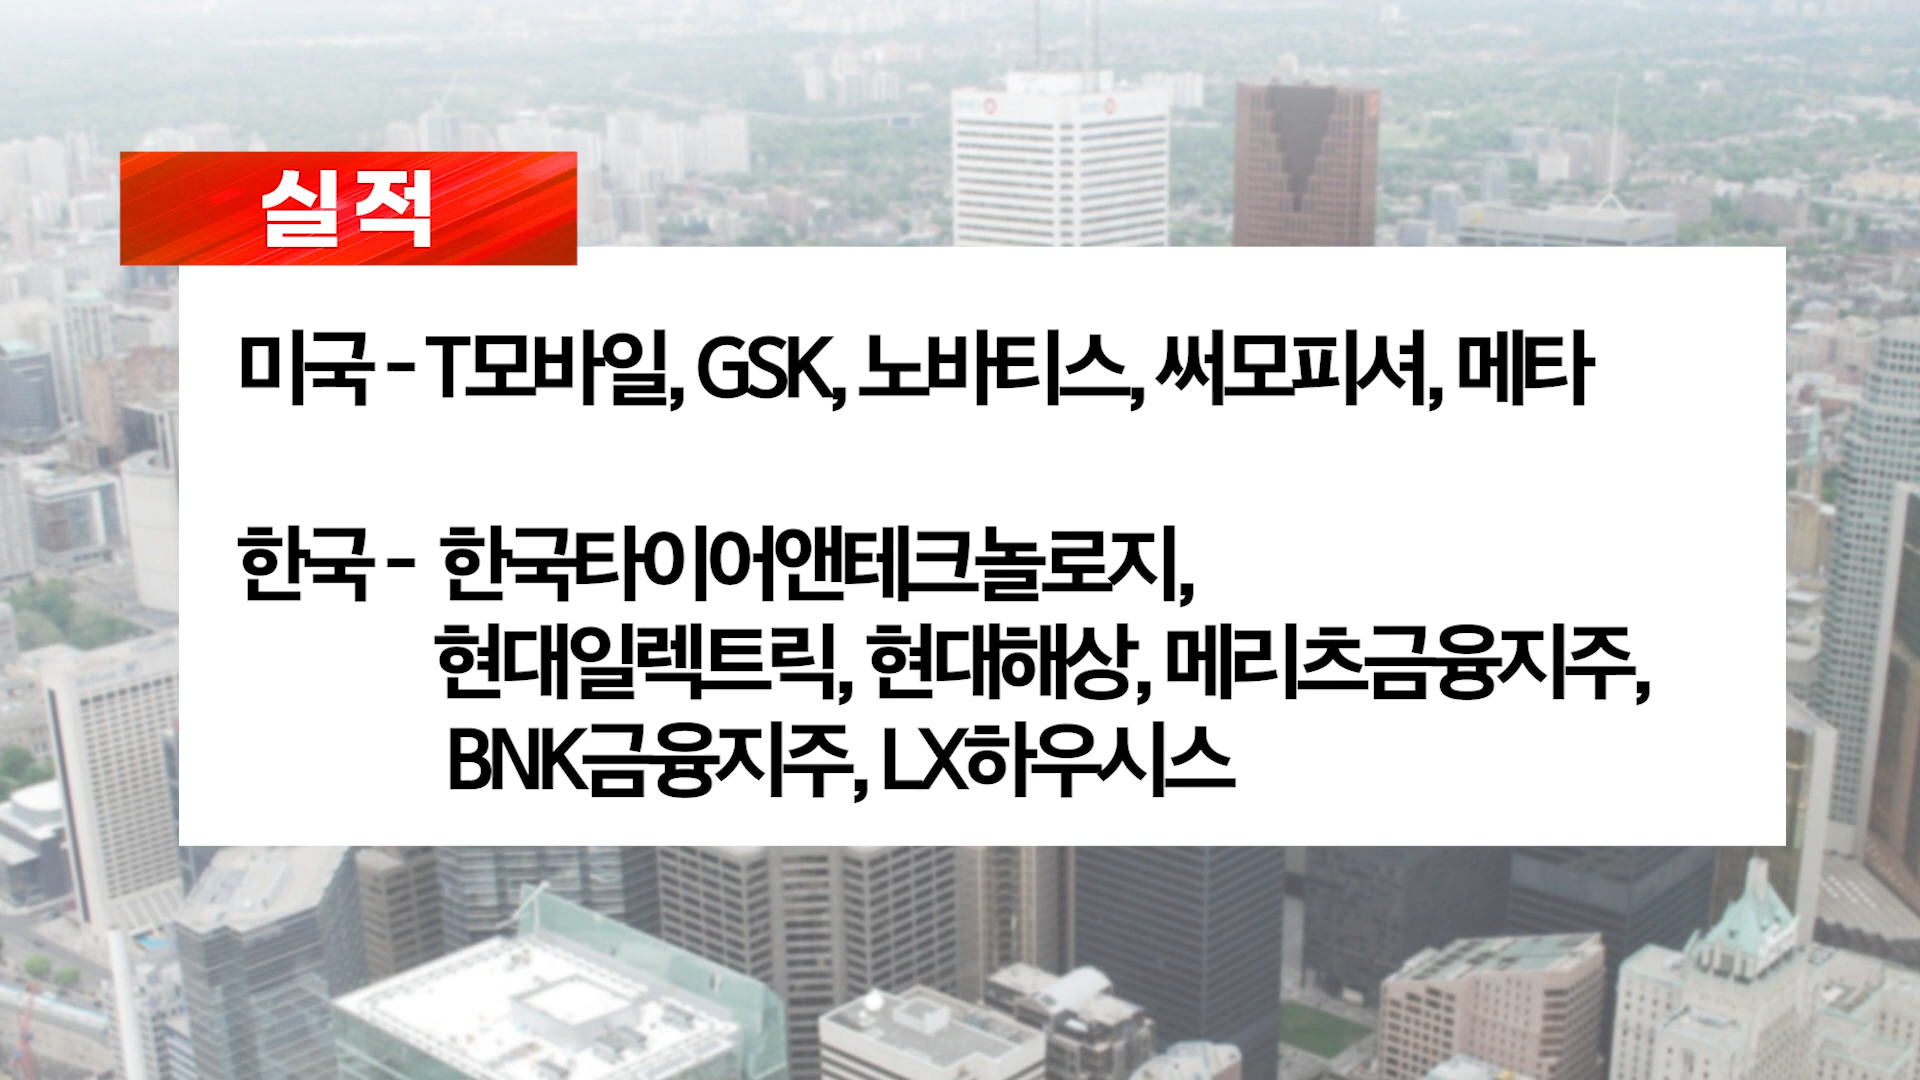 실적
미국 - T모바일, GSK, 노바티스, 써모피셔, 메타
한국 - 한국타이어앤테크놀로지,
현대일렉트릭, 현대해상, 메리츠금융지주,
BNK금융지주, LX하우시스